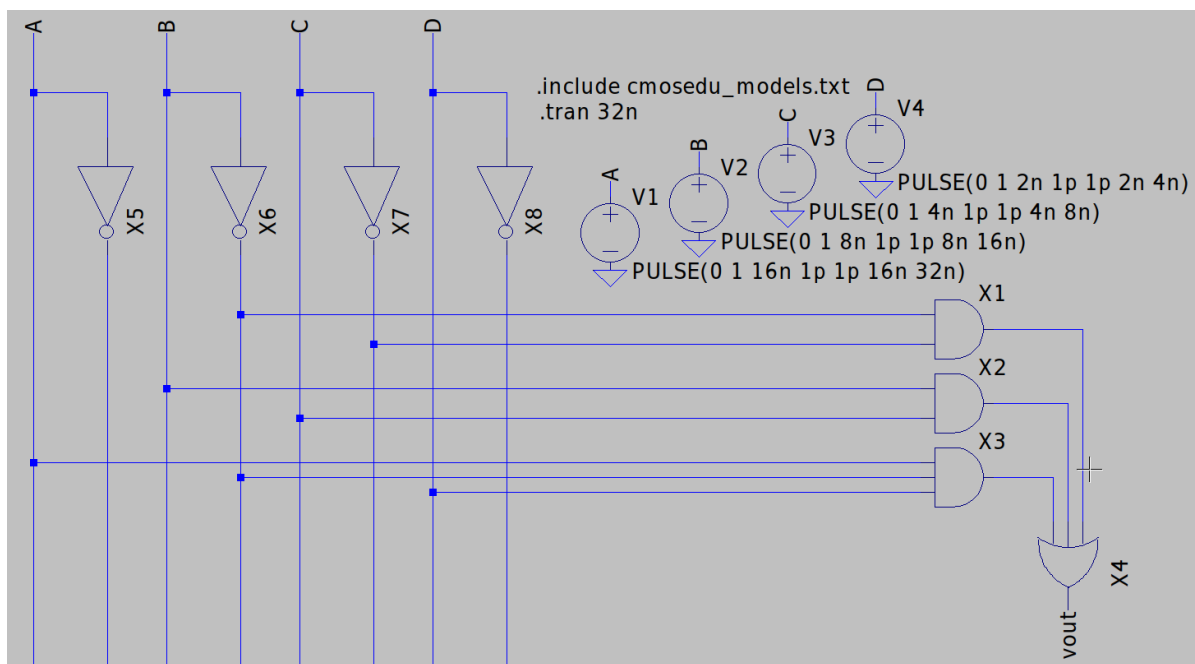 A
B
C
D
.include cmosedu_models.txt
.tran 32n
D
V4
C
V3
B
V2
A
V1
PULSE(0 1 2n 1p 1p 2n 4n)
PULSE(0 1 4n 1p 1p 4n 8n)
PULSE(0 1 8n 1p 1p 8n 16n)
PULSE(0 1 16n 1p 1p 16n 32n)
X5
X6
X7
X8
X1
X2
X3
X4
vout